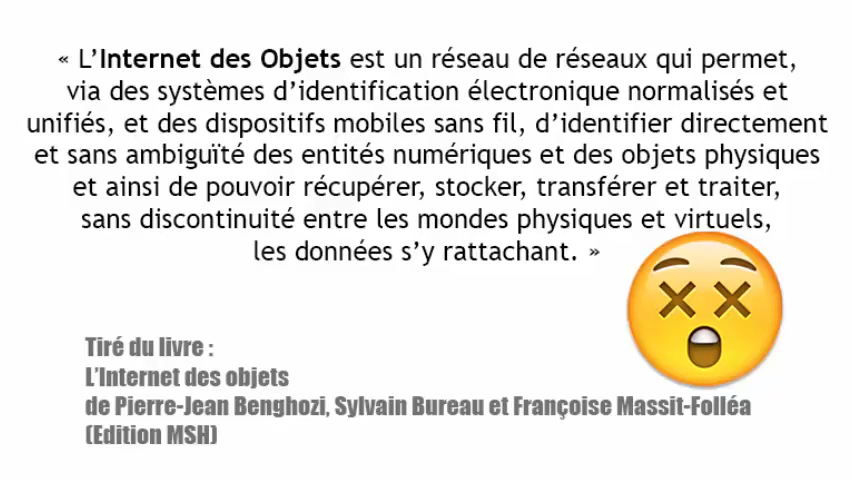 « L’Internet des Objets est un réseau de réseaux qui permet,
via des systèmes d’identification électronique normalisés et
unifiés, et des dispositifs mobiles sans fil, d’identifier directement
et sans ambiguïté des entités numériques et des objets physiques
et ainsi de pouvoir récupérer, stocker, transférer et traiter,
sans discontinuité entre les mondes physiques et virtuels,
les données s’y rattachant. »
Tiré du livre :
L’Internet des objets
de Pierre-Jean Benghozi, Sylvain Bureau et Françoise Massit-Folléa
(Edition MSH)